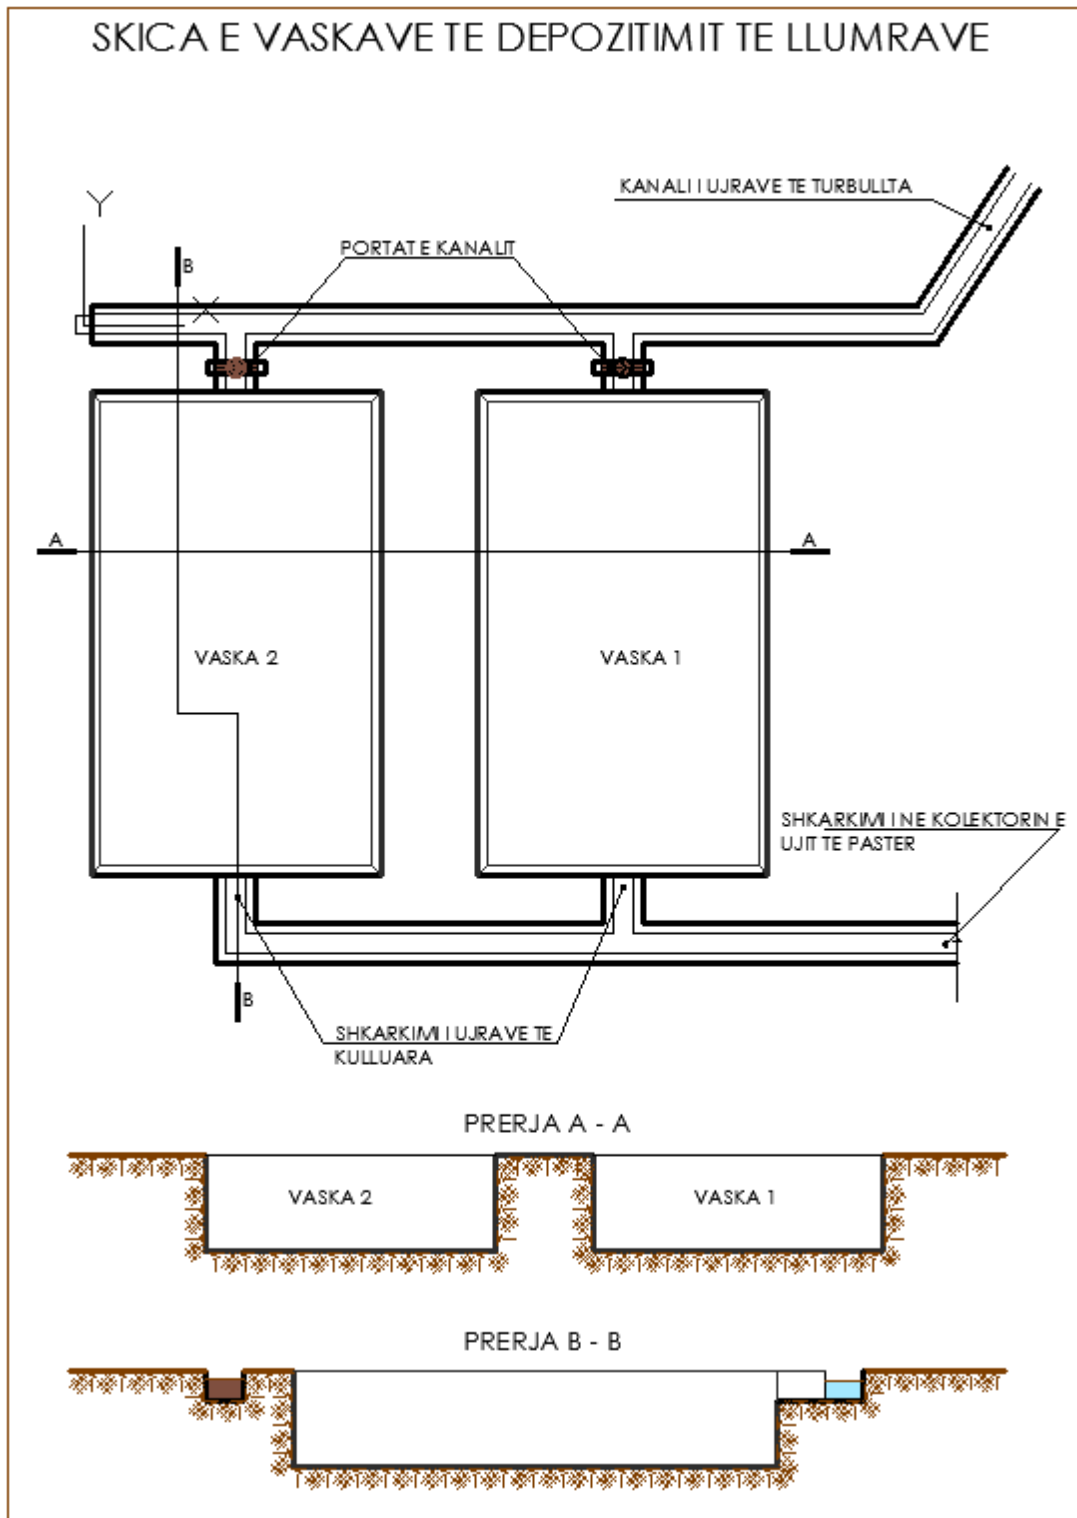 SKICA E VASKAVE TE DEPOZITIMIT TE LLUMRAVE
KANALI I UJRAVE TE TURBULLTA
Y
B
PORTAT E KANALIT
X
A
A
VASKA 2
VASKA 1
SHKARKIMI I NE KOLEKTORIN E
UJIT TE PASTER
B
SHKARKIMI I UJRAVE TE
KULLUARA
PRERJA A - A
VASKA 2
VASKA 1
PRERJA B - B